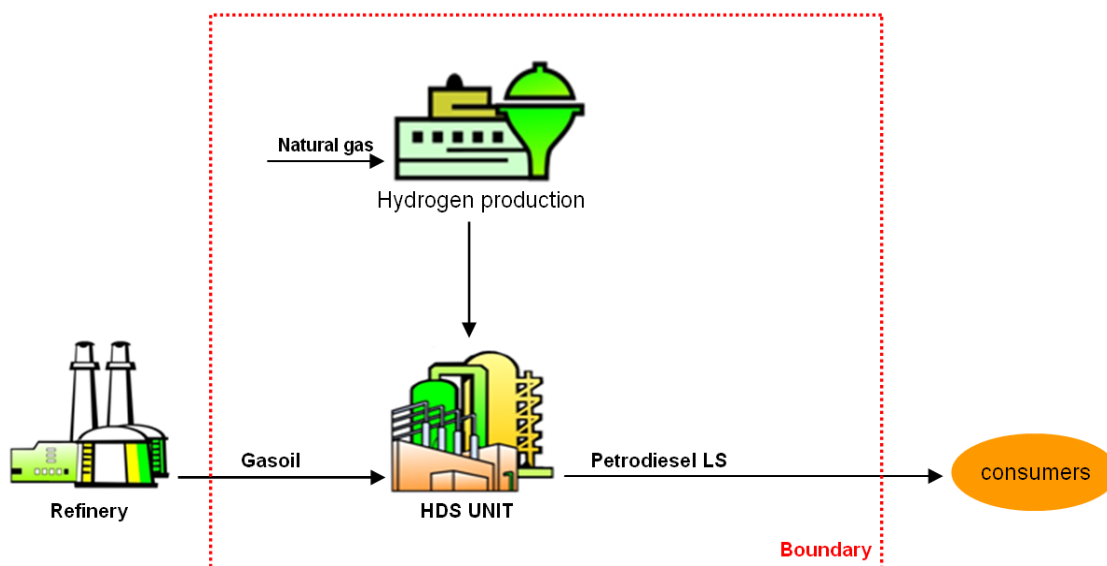 Natural gas
Hydrogen production
Gasoil
Petrodiesel LS
consumers
Refinery
HDS UNIT
Boundary